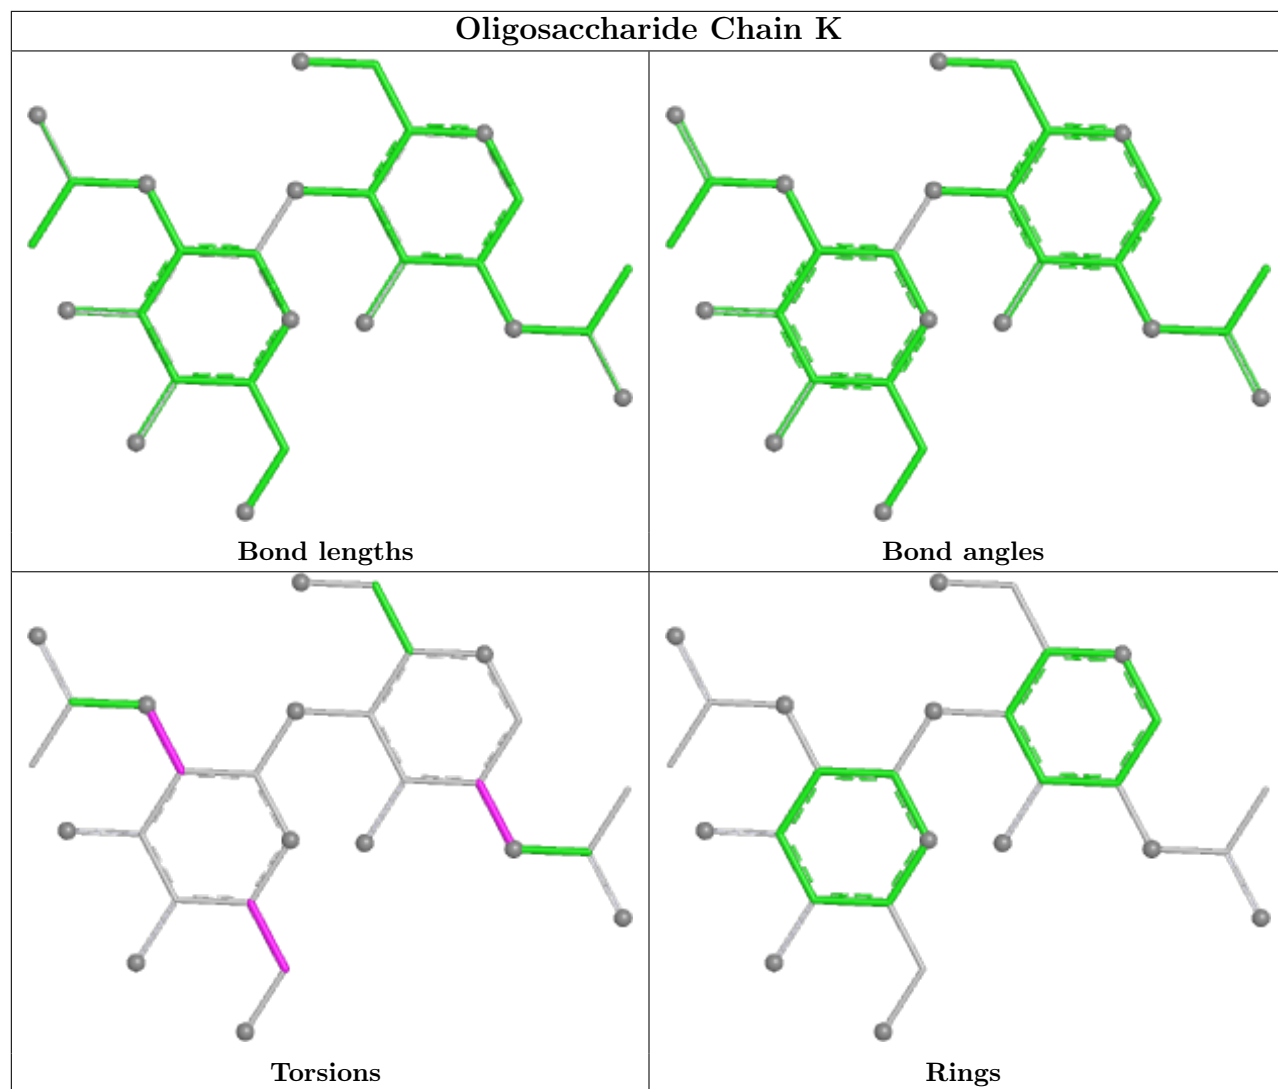 Oligosaccharide Chain K
Bond lengths
Bond angles
Torsions
Rings